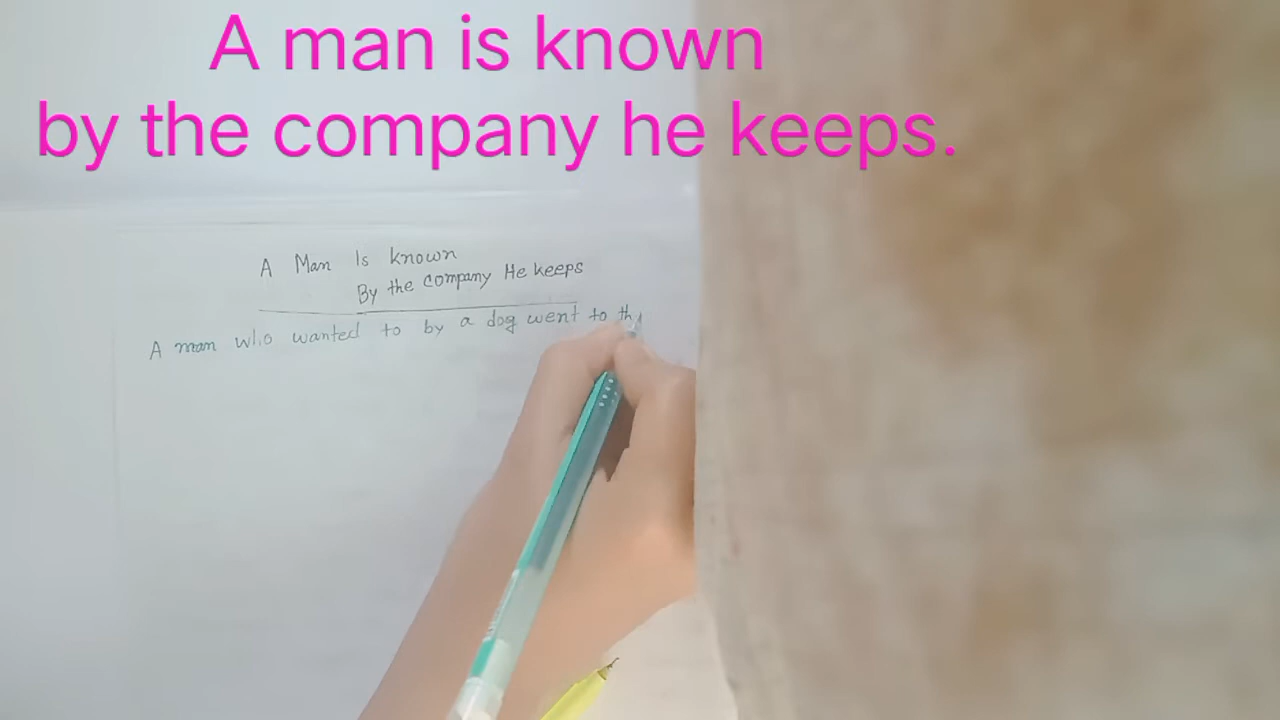 A man is known
by the company he keeps.
A Man Is known
By the company He keeps
A man who wanted to by a dog went to th